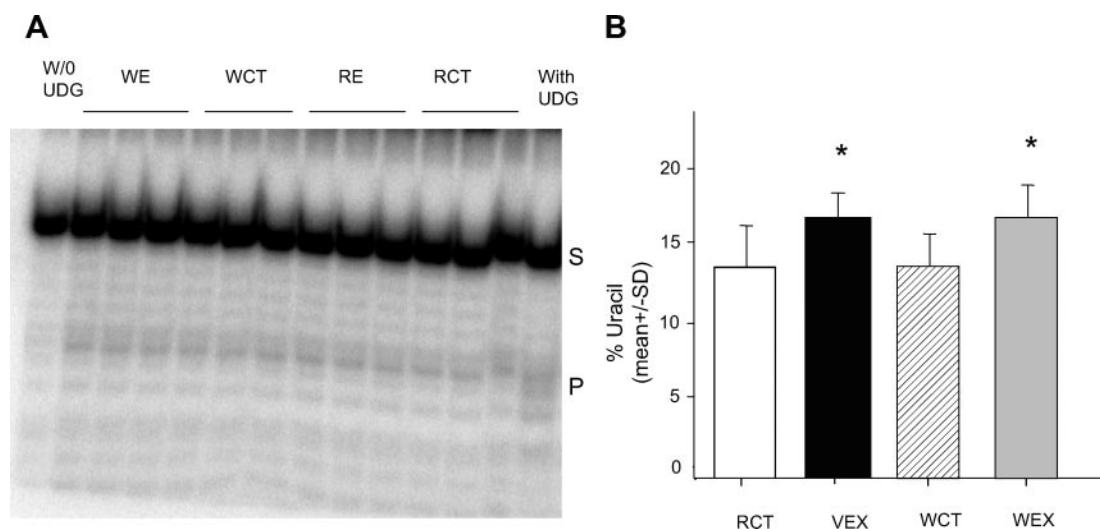 A
W/0
UDG
WE
WCT
RE
RCT
With
UDG
S
P
B
20
15
10
5
0
% Uracil
(mean+/-SD)
*
*
RCT
VEX
WCT
WEX